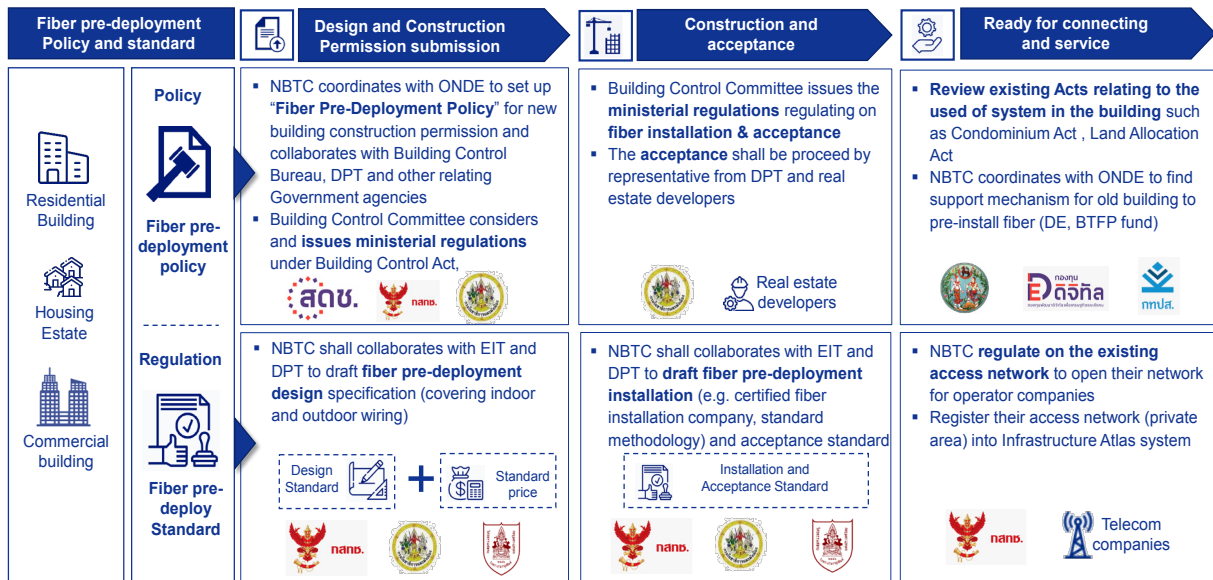 Fiber pre-deployment
Policy and standard
Design and Construction
Permission submission
Construction and
acceptance
Ready for connecting
and service
Residential
Building
Housing
Estate
Commercial
building
Policy
Fiber pre-
deployment
policy
Regulation
Fiber pre-
deploy
Standard
▪ NBTC coordinates with ONDE to set up
“Fiber Pre-Deployment Policy” for new
building construction permission and
collaborates with Building Control
Bureau, DPT and other relating
Government agencies
▪ Building Control Committee considers
and issues ministerial regulations
under Building Control Act,
สดช.
กสทช.
▪ Building Control Committee issues the
ministerial regulations regulating on
fiber installation & acceptance
▪ The acceptance shall be proceed by
representative from DPT and real
estate developers
Real estate
developers
▪ Review existing Acts relating to the
used of system in the building such
as Condominium Act , Land Allocation
Act
▪ NBTC coordinates with ONDE to find
support mechanism for old building to
pre-install fiber (DE, BTFP fund)
กองทุน
DE ดิจิทัล
กทปส.
▪ NBTC shall collaborates with EIT and
DPT to draft fiber pre-deployment
design specification (covering indoor
and outdoor wiring)
Design
Standard
+
Standard
price
กสทช.
▪ NBTC shall collaborates with EIT and
DPT to draft fiber pre-deployment
installation (e.g. certified fiber
installation company, standard
methodology) and acceptance standard
Installation and
Acceptance Standard
กสทช.
▪ NBTC regulate on the existing
access network to open their network
for operator companies
▪ Register their access network (private
area) into Infrastructure Atlas system
กสทช.
Telecom
companies